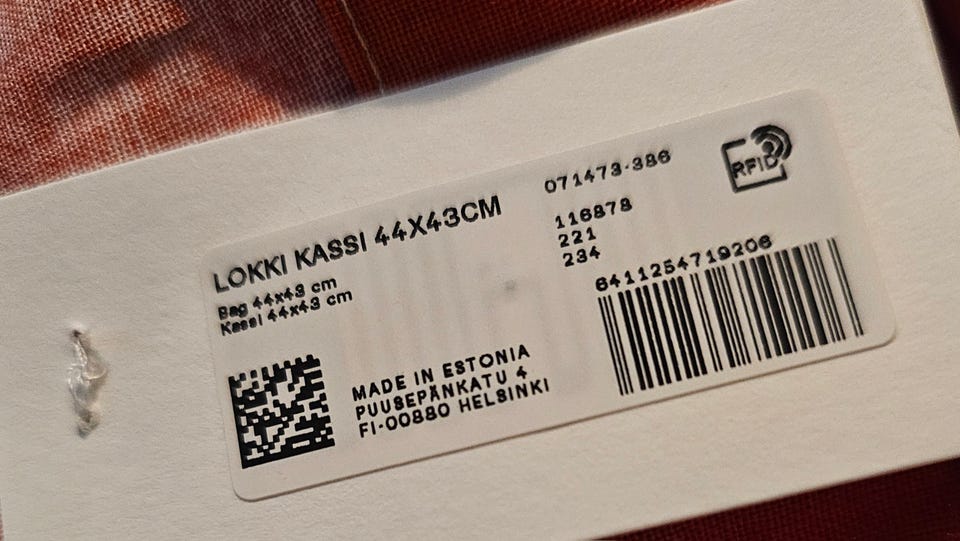 LOKKI KASSI 44X43CM
Bag 44x43 cm
Kassi 44x43 cm
071473-386
116878
221
234
RFID
6411254719206
MADE IN ESTONIA
PUUSEPÄNKATU 4
FI-00880 HELSINKI